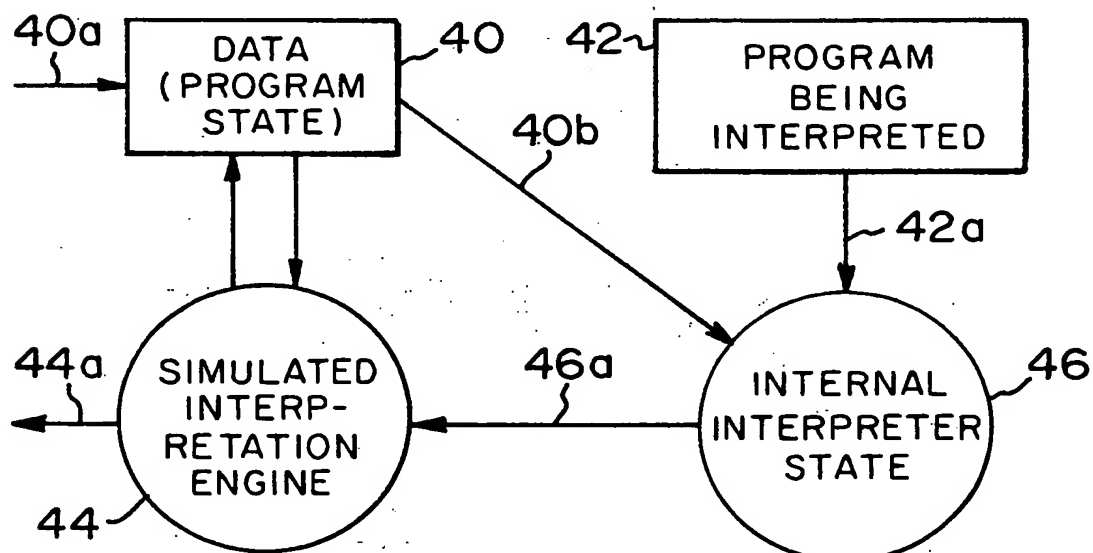 40a
DATA
(PROGRAM
STATE)
40
42
PROGRAM
BEING
INTERPRETED
40b
42a
44a
SIMULATED
INTERP-
RETATION
ENGINE
44
46a
INTERNAL
INTERPRETER
STATE
46